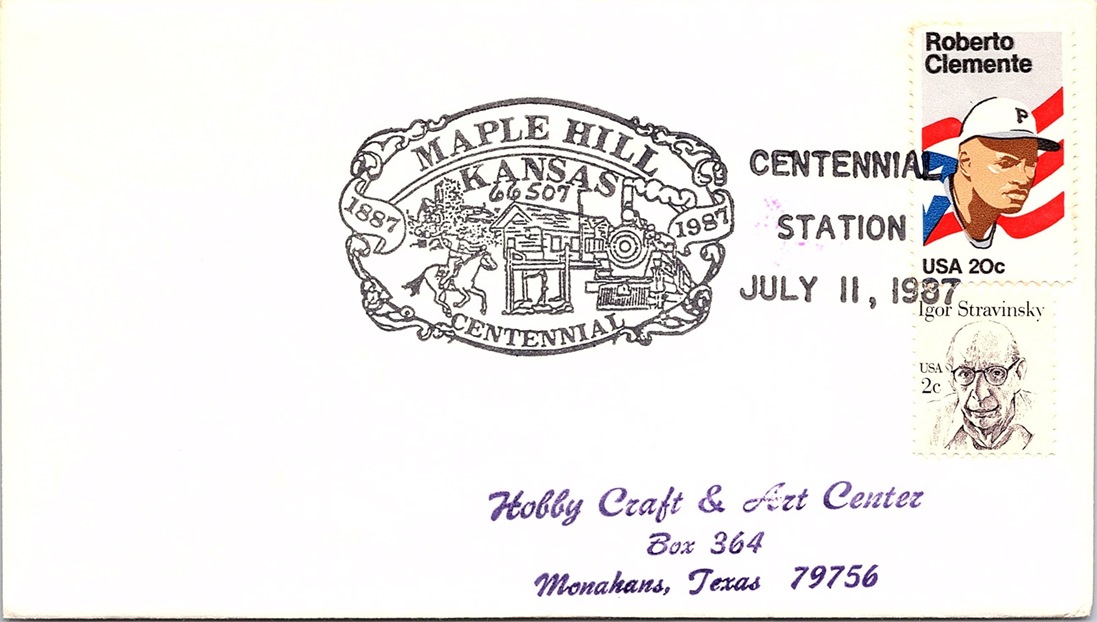 MAPLE HILL
KANSAS
66507
1887
1987
CENTENNIAL
CENTENNIAL
STATION
JULY 11, 1987
Roberto
Clemente
P
USA 20c
Igor Stravinsky
USA
2c
Hobby Craft & Art Center
Box 364
Monahans, Texas 79756